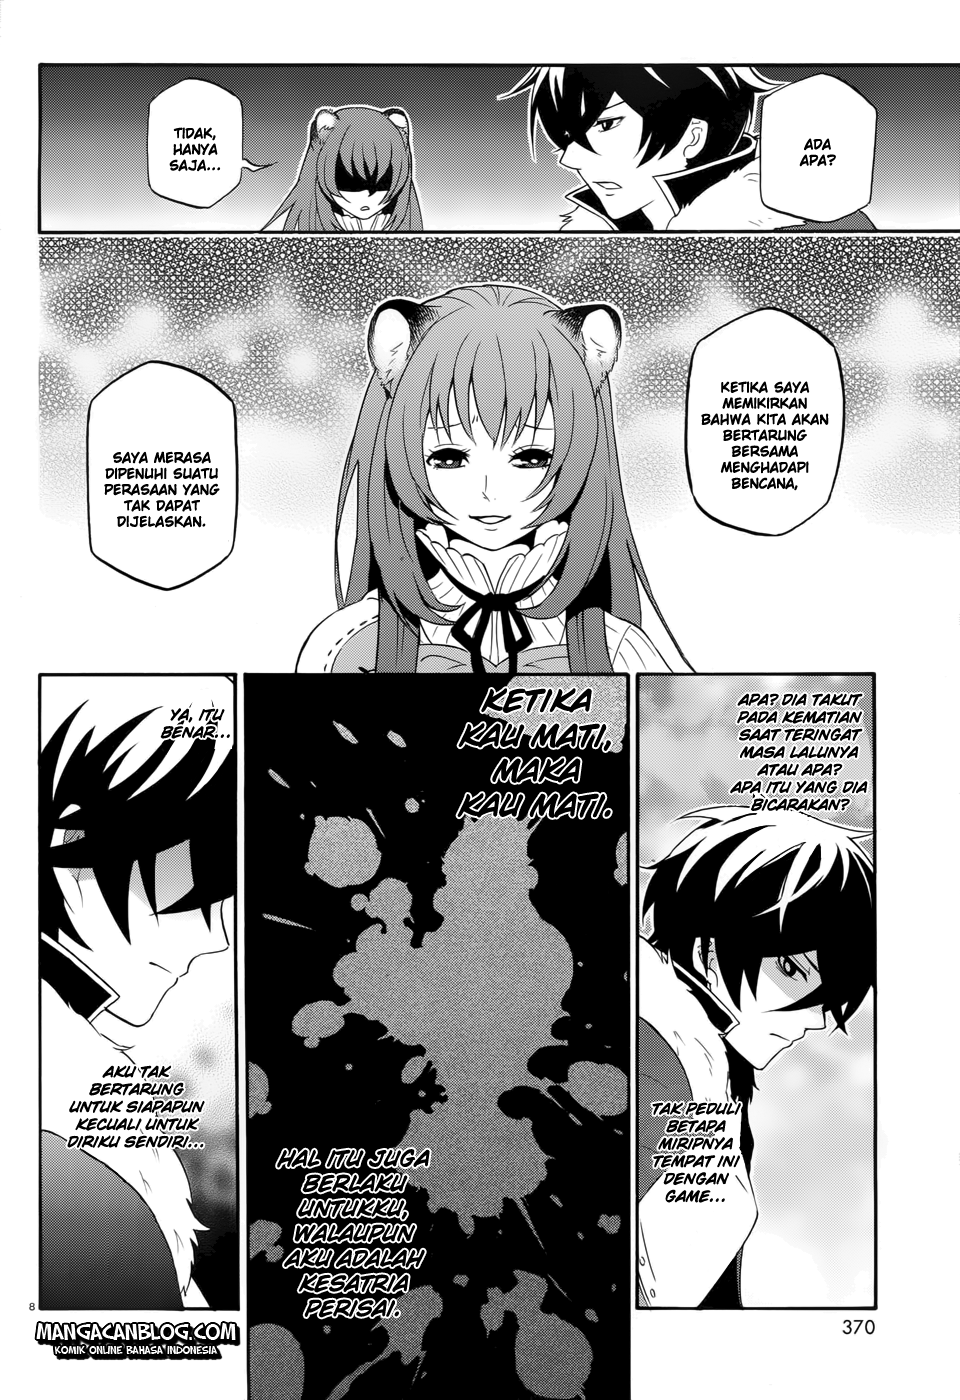 ADA
APA?
TIDAK,
HANYA
SAJA...
KETIKA SAYA
MEMIKIRKAN
BAHWA KITA AKAN
BERTARUNG
BERSAMA
MENGHADAPI
BENCANA,
SAYA MERASA
DIPENUHI SUATU
PERASAAN YANG
TAK DAPAT
DIJELASKAN.
APA? DIA TAKUT
PADA KEMATIAN
SAAT TERINGAT
MASA LALUNYA
ATAU APA?
APA ITU YANG DIA
BICARAKAN?
TAK PEDULI
BETAPA
MIRIPNYA
TEMPAT INI
DENGAN
GAME...
KETIKA
KAU MATI,
MAKA
KAU MATI.
HAL ITU JUGA
BERLAKU
UNTUKKU,
WALAUPUN
AKU ADALAH
KESATRIA
PERISAI.
YA, ITU
BENAR...
AKU TAK
BERTARUNG
UNTUK SIAPAPUN
KECUALI UNTUK
DIRIKU SENDIRI...
8
MANGACANBLOG.COM
KOMIK ONLINE BAHASA INDONESIA
370